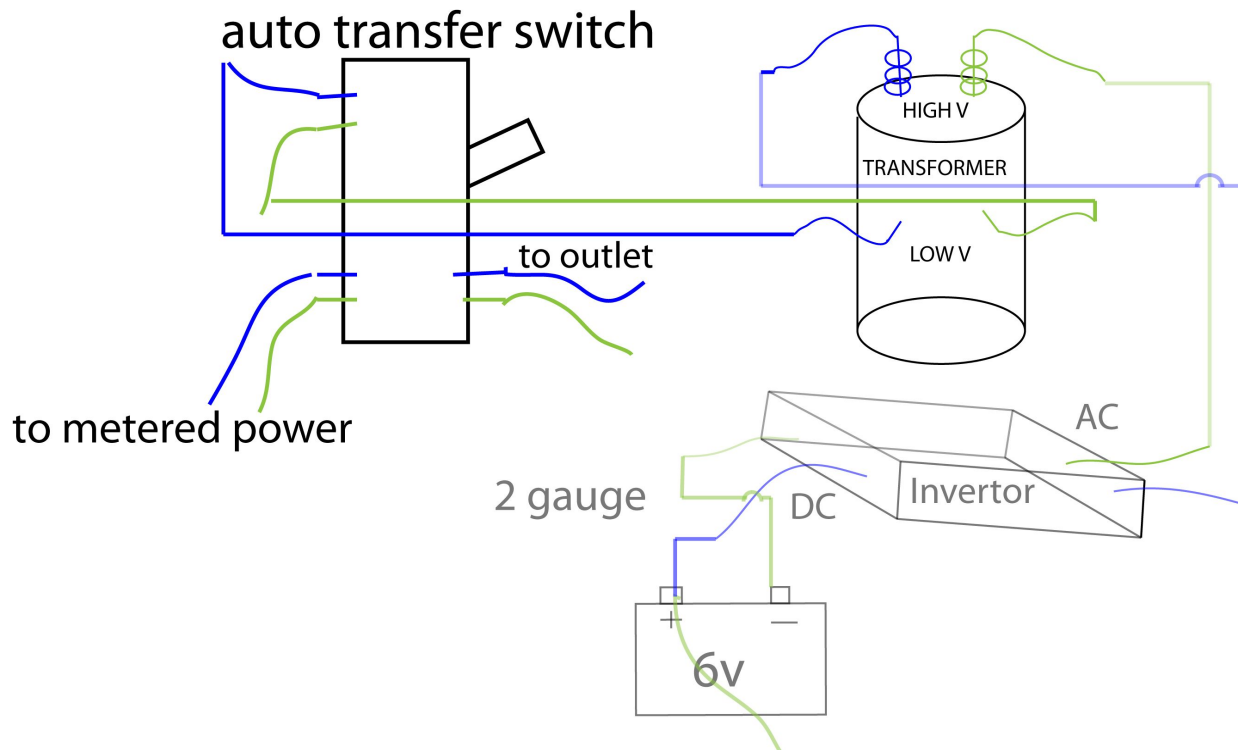 auto transfer switch
HIGH V
TRANSFORMER
to outlet
LOW V
to metered power
AC
2 gauge
DC
Invertor
+
—
6v